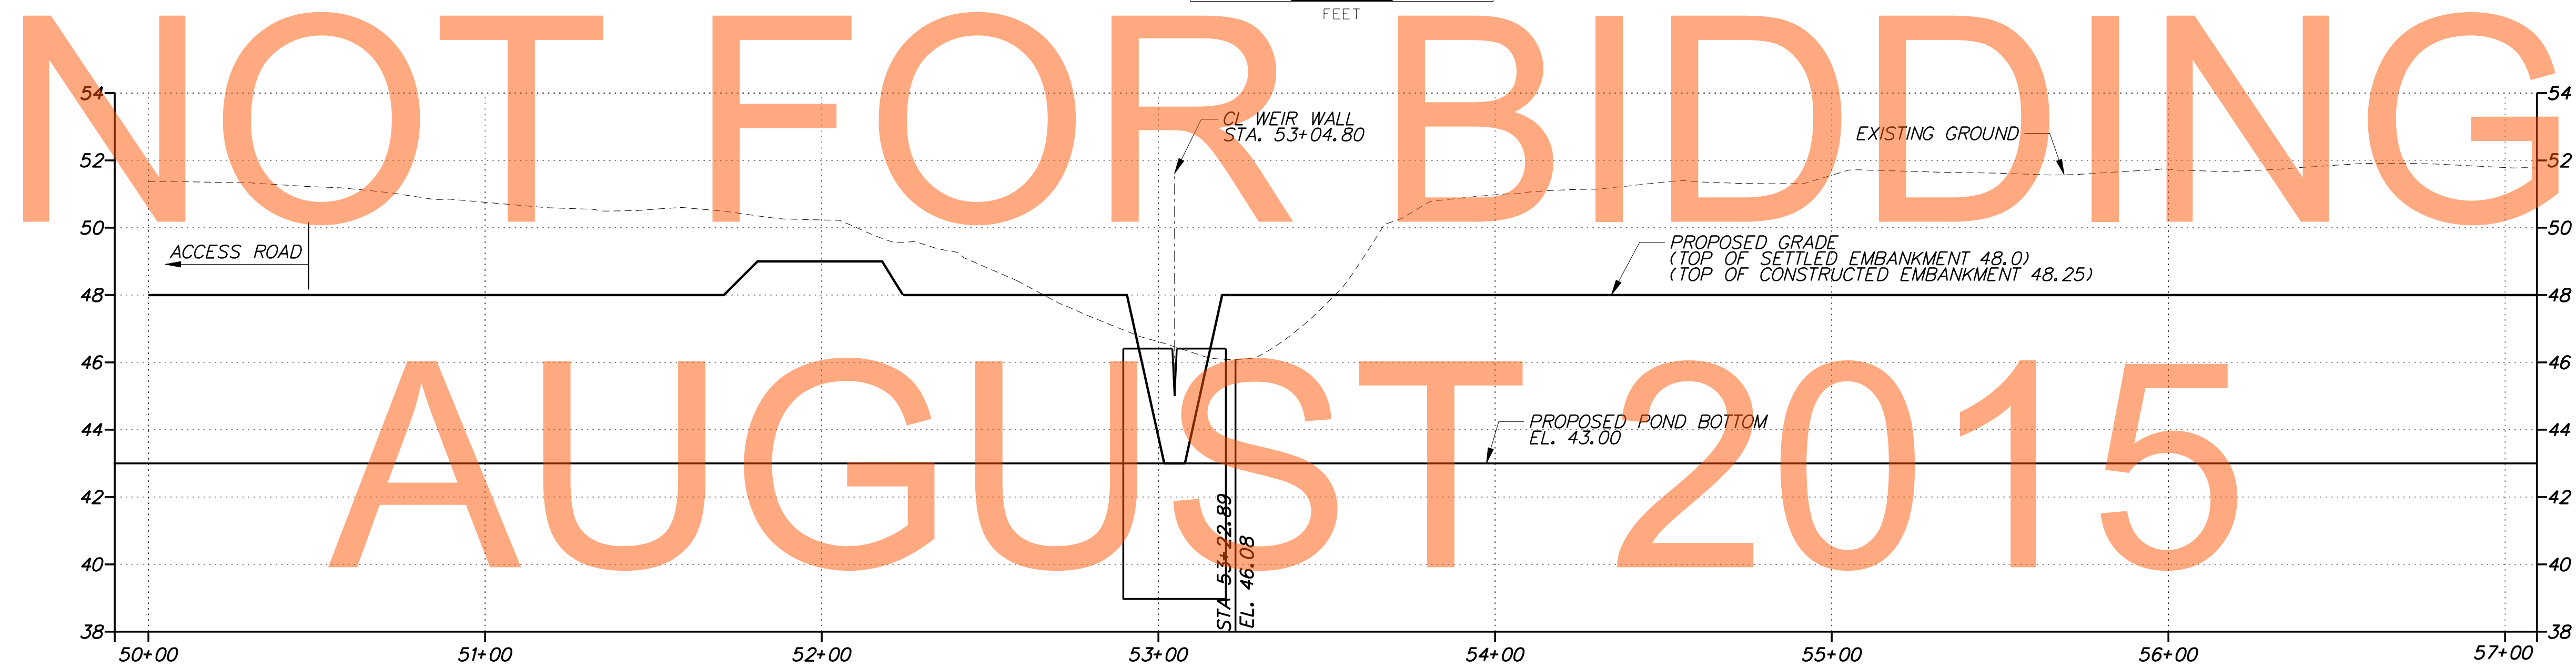 FEET
NOT FOR BIDDING
54
54
CL WEIR WALL
STA. 53+04.80
EXISTING GROUND
52
52
50
50
ACCESS ROAD
PROPOSED GRADE
(TOP OF SETTLED EMBANKMENT 48.0)
(TOP OF CONSTRUCTED EMBANKMENT 48.25)
48
48
46
46
AUGUST 2015
PROPOSED POND BOTTOM
EL. 43.00
44
44
42
42
STA 53+22.89
EL. 46.08
40
40
38
38
50+00
51+00
52+00
53+00
54+00
55+00
56+00
57+00